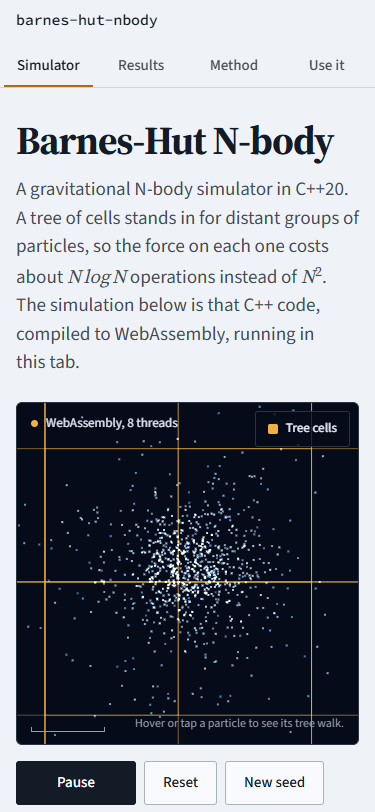 barnes-hut-nbody
Simulator Results Method Use it
Barnes-Hut N-body
A gravitational N-body simulator in C++20.
A tree of cells stands in for distant groups of
particles, so the force on each one costs
about N log N operations instead of N².
The simulation below is that C++ code,
compiled to WebAssembly, running in
this tab.
WebAssembly, 8 threads
Tree cells
Hover or tap a particle to see its tree walk.
Pause Reset New seed